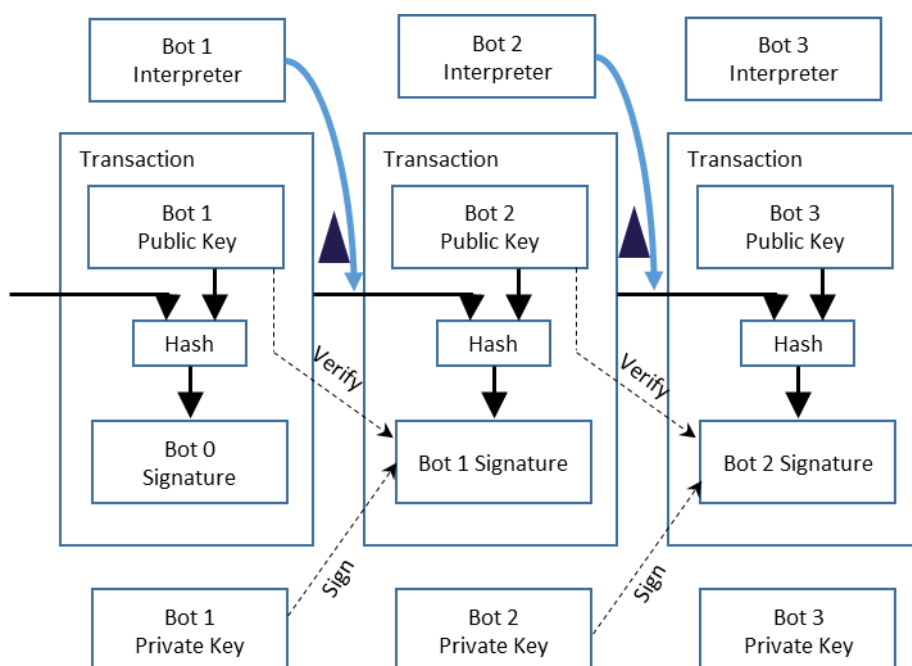 Bot 1
Interpreter
Bot 2
Interpreter
Bot 3
Interpreter
Transaction
Transaction
Transaction
Bot 1
Public Key
Bot 2
Public Key
Bot 3
Public Key
Hash
Hash
Hash
Verify
Verify
Bot 0
Signature
Bot 1 Signature
Bot 2 Signature
Sign
Sign
Bot 1
Private Key
Bot 2
Private Key
Bot 3
Private Key